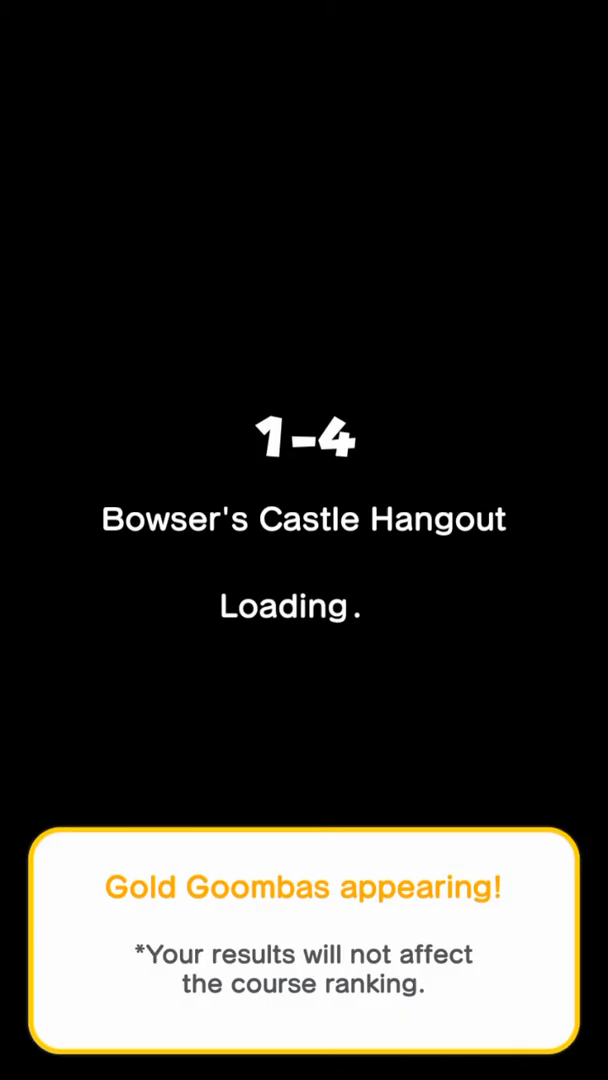 1-4
Bowser's Castle Hangout
Loading.
Gold Goombas appearing!
*Your results will not affect
the course ranking.